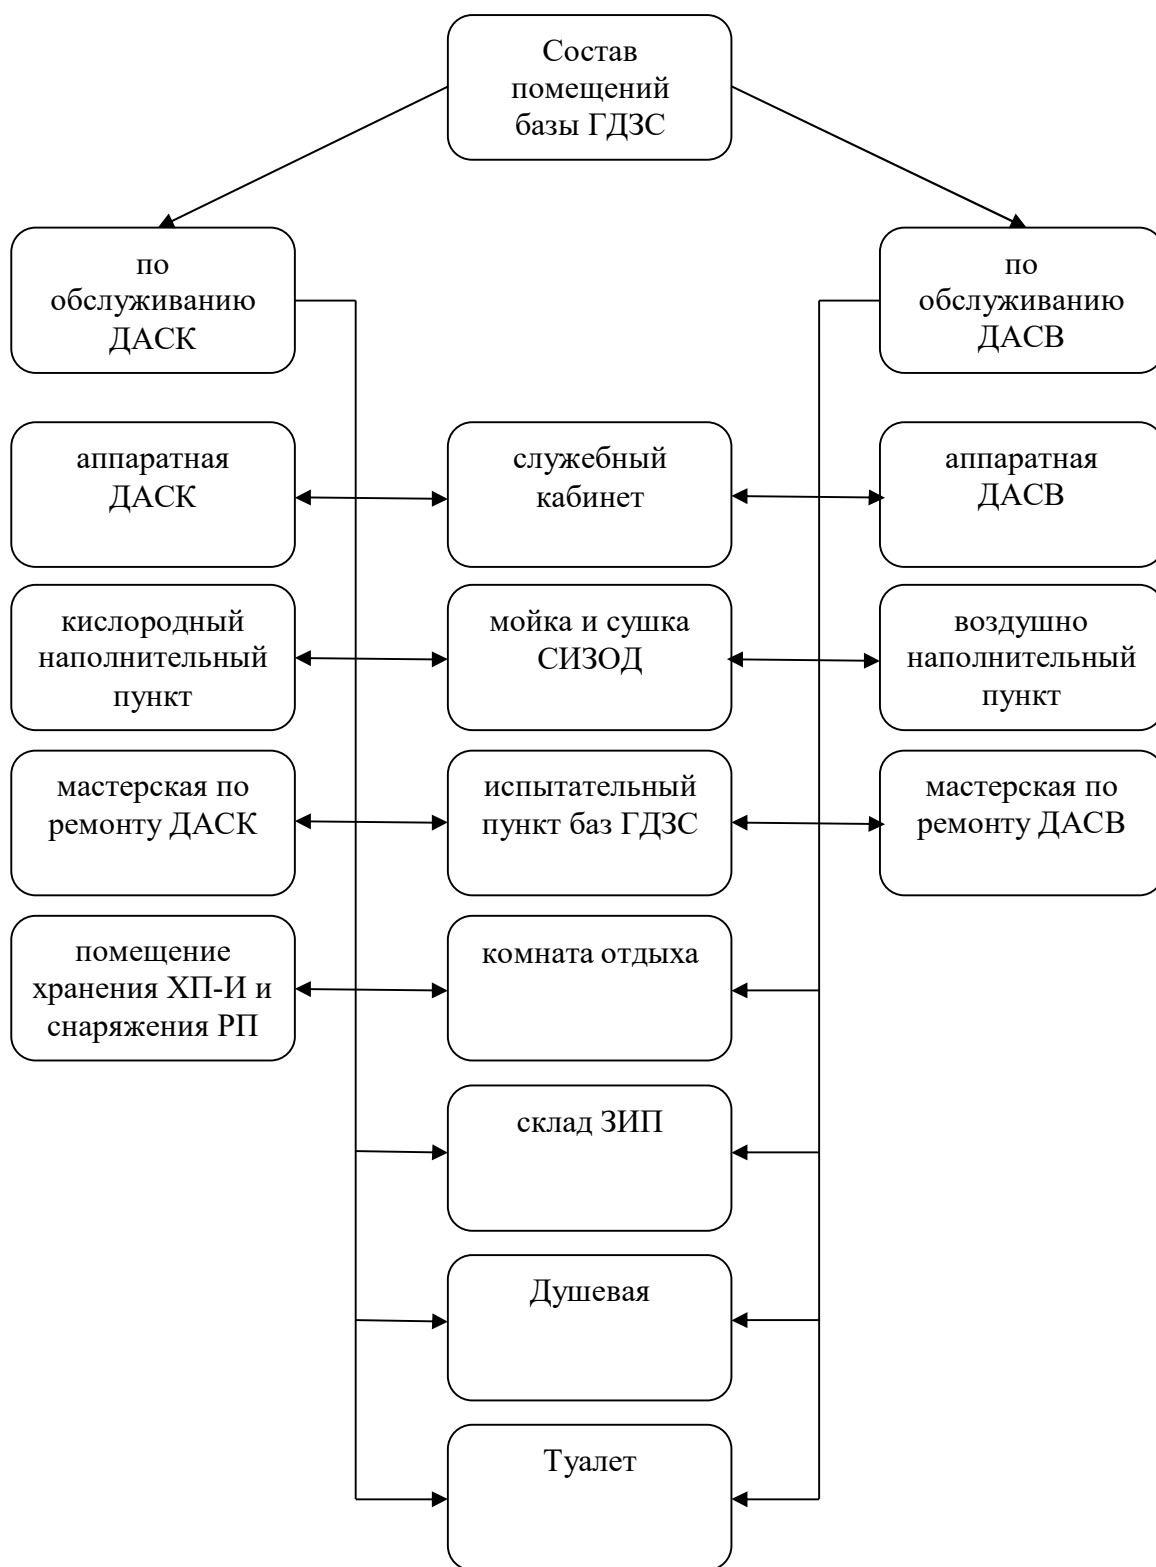 Состав
помещений
базы ГДЗС
по
обслуживанию
ДАСК
по
обслуживанию
ДАСВ
аппаратная
ДАСК
служебный
кабинет
аппаратная
ДАСВ
кислородный
наполнительный
пункт
мойка и сушка
СИЗОД
воздушно
наполнительный
пункт
мастерская по
ремонту ДАСК
испытательный
пункт баз ГДЗС
мастерская по
ремонту ДАСВ
помещение
хранения ХП-И и
снаряжения РП
комната отдыха
склад ЗИП
Душевая
Туалет